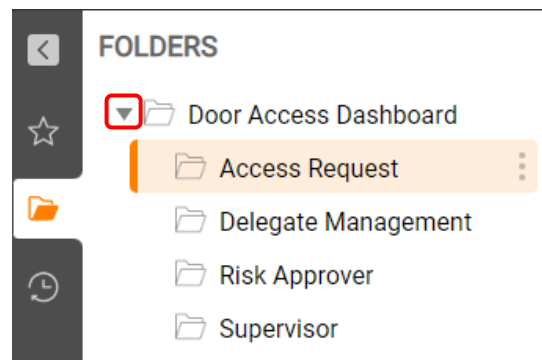 FOLDERS
Door Access Dashboard
Access Request
Delegate Management
Risk Approver
Supervisor